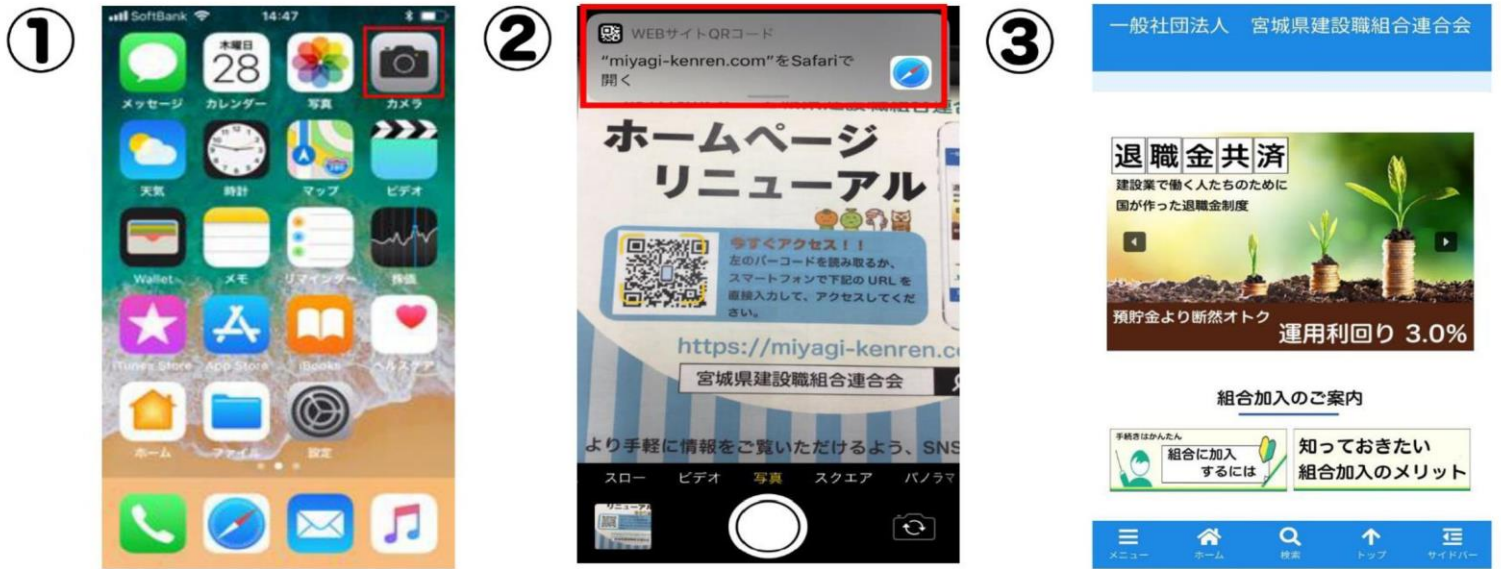 ①
SoftBank 14:47
木曜日
28
メッセージ カレンダー 写真 カメラ
天気 時計 マップ ビデオ
Wallet メモ リマインダー 株価
iTunes Store App Store iBooks ヘルスケア
ホーム ファイル 設定
②
WEBサイトQRコード
"miyagi-kenren.com"をSafariで
開く
ホームページ
リニューアル
今すぐアクセス！！
左のバーコードを読み取るか、
スマートフォンで下記の URL を
直接入力して、アクセスしてくだ
さい。
https://miyagi-kenren.c
宮城県建設職組合連合会
より手軽に情報をご覧いただけるよう、SNS
スロー ビデオ 写真 スクエア パノラマ
③
一般社団法人 宮城県建設職組合連合会
退職金共済
建設業で働く人たちのために
国が作った退職金制度
預貯金より断然オトク
運用利回り 3.0%
組合加入のご案内
手続きはかんたん
組合に加入
するには
知っておきたい
組合加入のメリット
メニュー ホーム 検索 トップ サイドバー